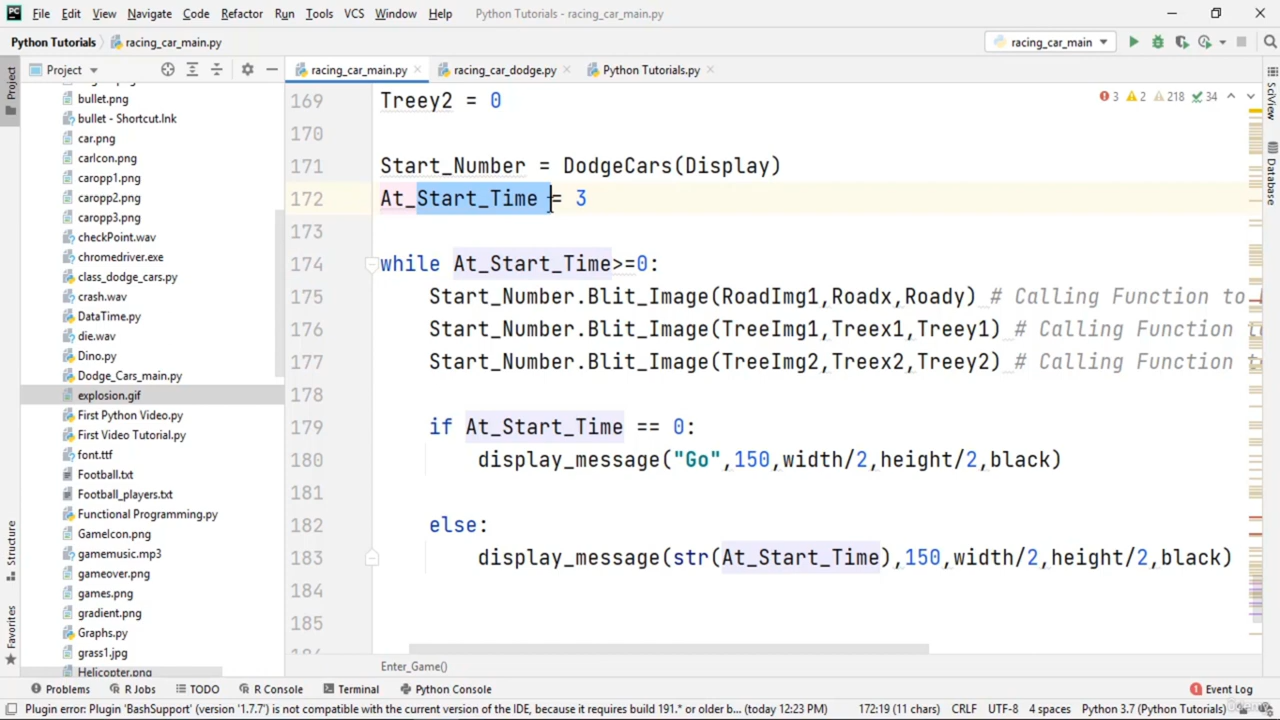 File Edit View Navigate Code Refactor Run Tools VCS Window Help Python Tutorials - racing_car_main.py
Python Tutorials racing_car_main.py racing_car_main
Project racing_car_main.py racing_car_dodge.py Python Tutorials.py
Project
SciView
Database
Structure
Favorites
bullet.png
bullet - Shortcut.lnk
car.png
carIcon.png
caropp1.png
caropp2.png
caropp3.png
checkPoint.wav
chromedriver.exe
class_dodge_cars.py
crash.wav
DataTime.py
die.wav
Dino.py
Dodge_Cars_main.py
explosion.gif
First Python Video.py
First Video Tutorial.py
font.ttf
Football.txt
Football_players.txt
Functional Programming.py
GameIcon.png
gamemusic.mp3
gameover.png
games.png
gradient.png
Graphs.py
grass1.jpg
Helicopter.png
3 2 218 34
169 Treey2 = 0
170
171 Start_Number = DodgeCars(Display)
172 At_Start_Time = 3
173
174 while At_Start_Time>=0:
175 Start_Number.Blit_Image(RoadImg1,Roadx,Roady) # Calling Function to
176 Start_Number.Blit_Image(TreeImg1,Treex1,Treey1) # Calling Function
177 Start_Number.Blit_Image(TreeImg2,Treex2,Treey2) # Calling Function
178
179 if At_Start_Time == 0:
180 display_message("Go",150,width/2,height/2,black)
181
182 else:
183 display_message(str(At_Start_Time),150,width/2,height/2,black)
184
185
Enter_Game()
Problems R Jobs TODO R Console Terminal Python Console Event Log
Plugin error: Plugin 'BashSupport' (version '1.7.7') is not compatible with the current version of the IDE, because it requires build 191.* or older b... (today 12:23 PM) 172:19 (11 chars) CRLF UTF-8 4 spaces Python 3.7 (Python Tutorials)